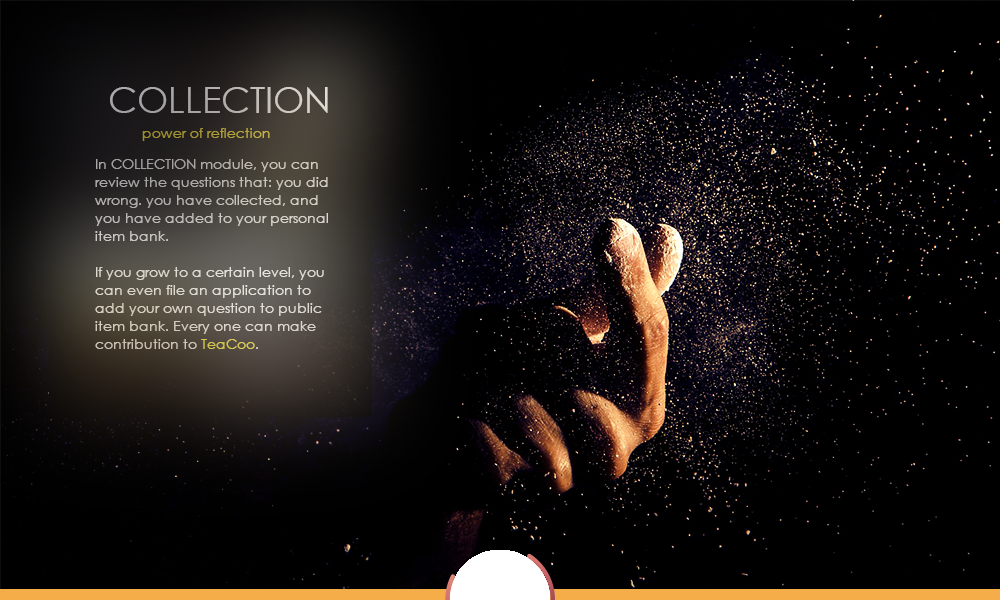 COLLECTION
power of reflection
In COLLECTION module, you can
review the questions that: you did
wrong. you have collected, and
you have added to your personal
item bank.
If you grow to a certain level, you
can even file an application to
add your own question to public
item bank. Every one can make
contribution to TeaCoo.